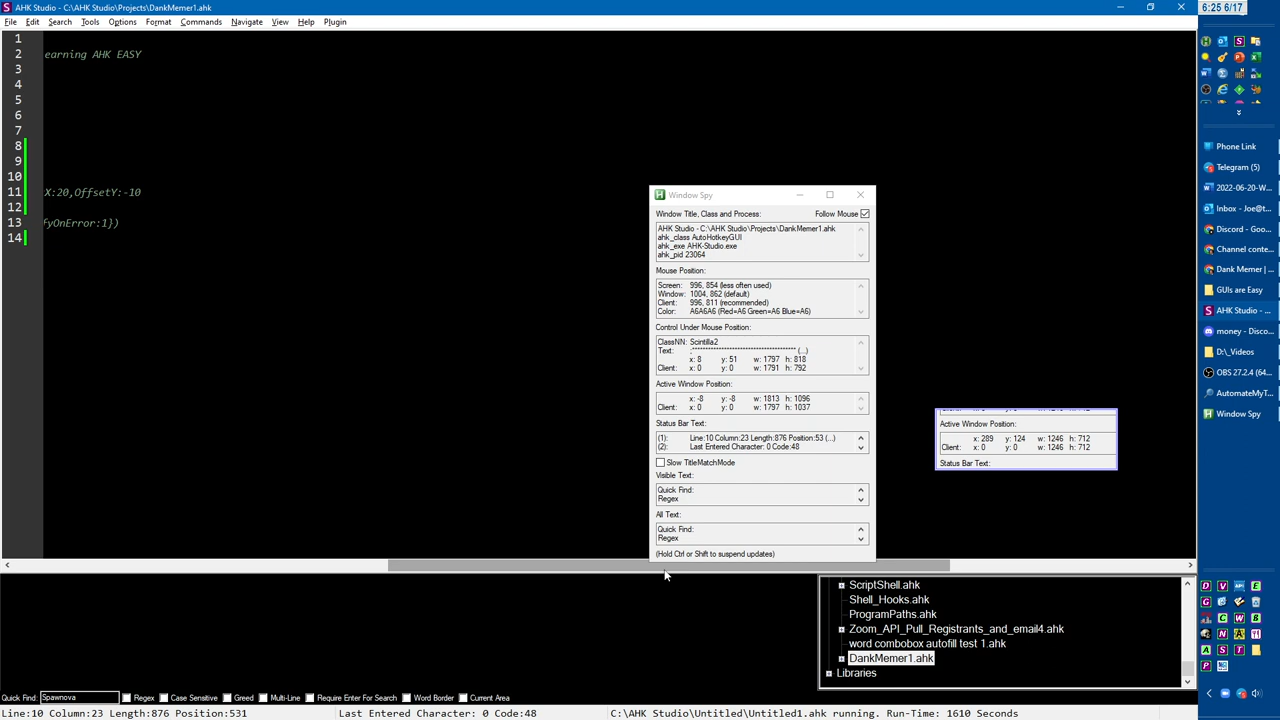 AHK Studio - C:\AHK Studio\Projects\DankMemer1.ahk
File Edit Search Tools Options Format Commands Navigate View Help Plugin
1
2 earning AHK EASY
3
4
5
6
7
8
9
10
11 X:20,OffsetY:-10
12
13 fyOnError:1})
14
Window Spy
Window Title, Class and Process: Follow Mouse
AHK Studio - C:\AHK Studio\Projects\DankMemer1.ahk
ahk_class AutoHotkeyGUI
ahk_exe AHK-Studio.exe
ahk_pid 23064
Mouse Position:
Screen: 996, 854 (less often used)
Window: 1004, 862 (default)
Client: 996, 811 (recommended)
Color: A6A6A6 (Red=A6 Green=A6 Blue=A6)
Control Under Mouse Position:
ClassNN: Scintilla2
Text: ;**************************************** (...)
x: 8 y: 51 w: 1797 h: 818
Client: x: 0 y: 0 w: 1791 h: 792
Active Window Position:
x: -8 y: -8 w: 1813 h: 1096
Client: x: 0 y: 0 w: 1797 h: 1037
Status Bar Text:
(1): Line:10 Column:23 Length:876 Position:53 (...)
(2): Last Entered Character: 0 Code:48
Slow TitleMatchMode
Visible Text:
Quick Find:
Regex
All Text:
Quick Find:
Regex
(Hold Ctrl or Shift to suspend updates)
Active Window Position:
x: 289 y: 124 w: 1246 h: 712
Client: x: 0 y: 0 w: 1246 h: 712
Status Bar Text:
ScriptShell.ahk
Shell_Hooks.ahk
ProgramPaths.ahk
Zoom_API_Pull_Registrants_and_email4.ahk
word combobox autofill test 1.ahk
DankMemer1.ahk
Libraries
Quick Find: Spawnova Regex Case Sensitive Greed Multi-Line Require Enter For Search Word Border Current Area
Line:10 Column:23 Length:876 Position:531 Last Entered Character: 0 Code:48 C:\AHK Studio\Untitled\Untitled1.ahk running. Run-Time: 1610 Seconds
6:25 6/17
Phone Link
Telegram (5)
2022-06-20-W...
Inbox - Joe@t...
Discord - Goo...
Channel conte...
Dank Memer | ...
GUIs are Easy
AHK Studio - ...
money - Disco...
D:\_Videos
OBS 27.2.4 (64...
AutomateMyT...
Window Spy